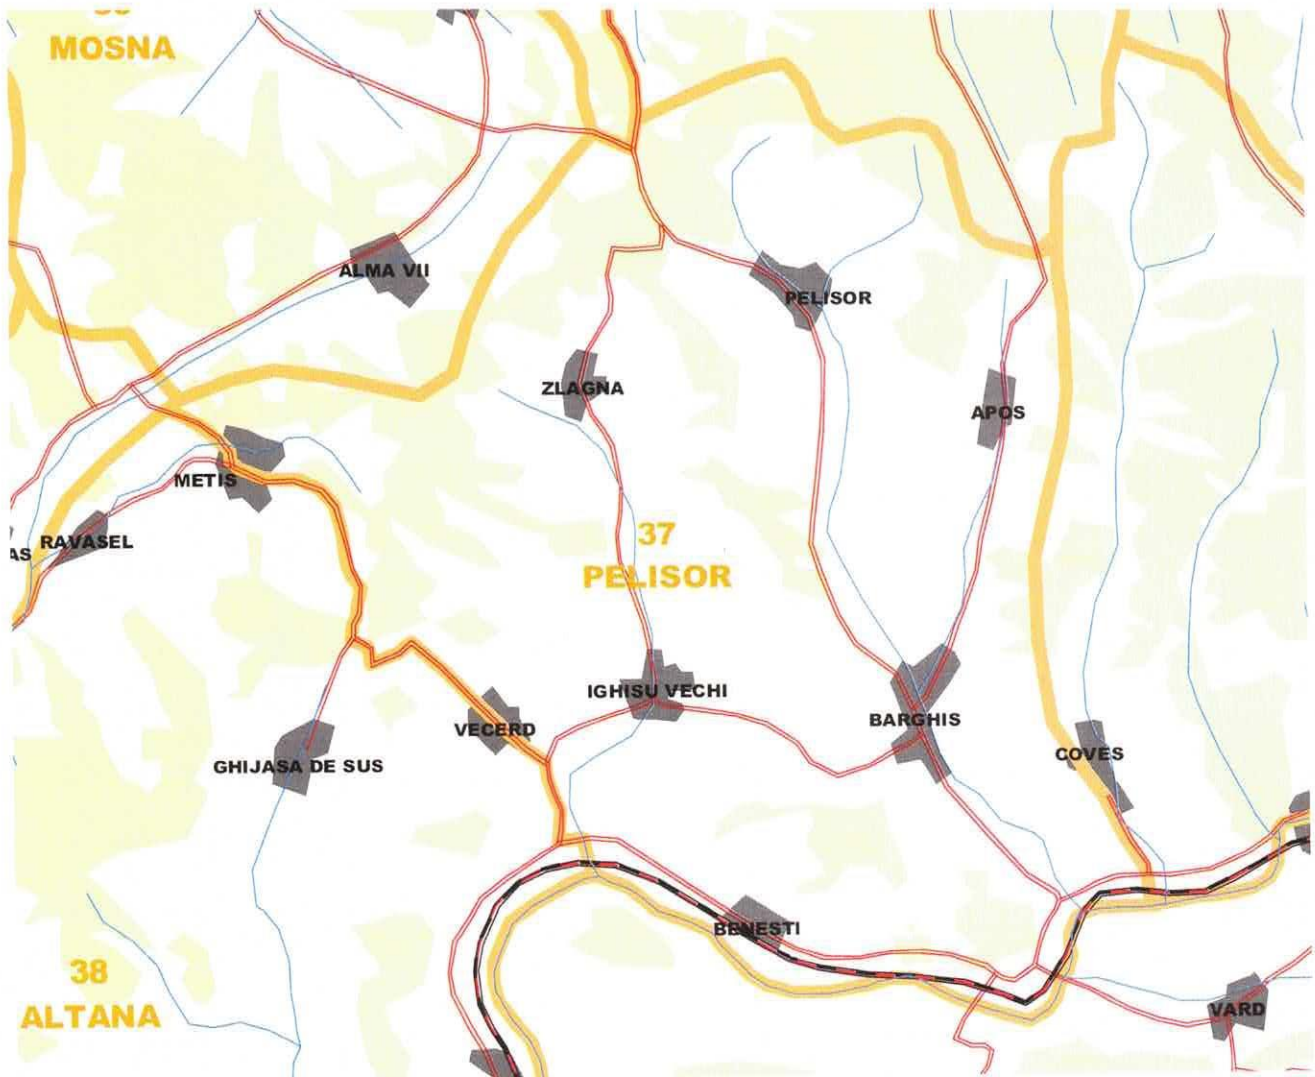 MOSNA
ALMA VII
PELISOR
ZLAGNA
APOS
METIS
RAVASEL
AS
37
PELISOR
IGHISU VECHI
BARGHIS
VECERD
COVES
GHIJASA DE SUS
BENESTI
38
ALTANA
VARD